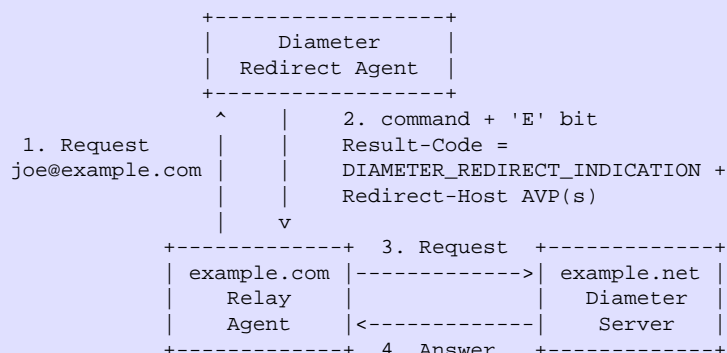 Diameter
Redirect Agent
2. command + 'E' bit
1. Request Result-Code =
joe@example.com DIAMETER_REDIRECT_INDICATION +
Redirect-Host AVP(s)
3. Request
example.com example.net
Relay Diameter
Agent Server
4. Answer